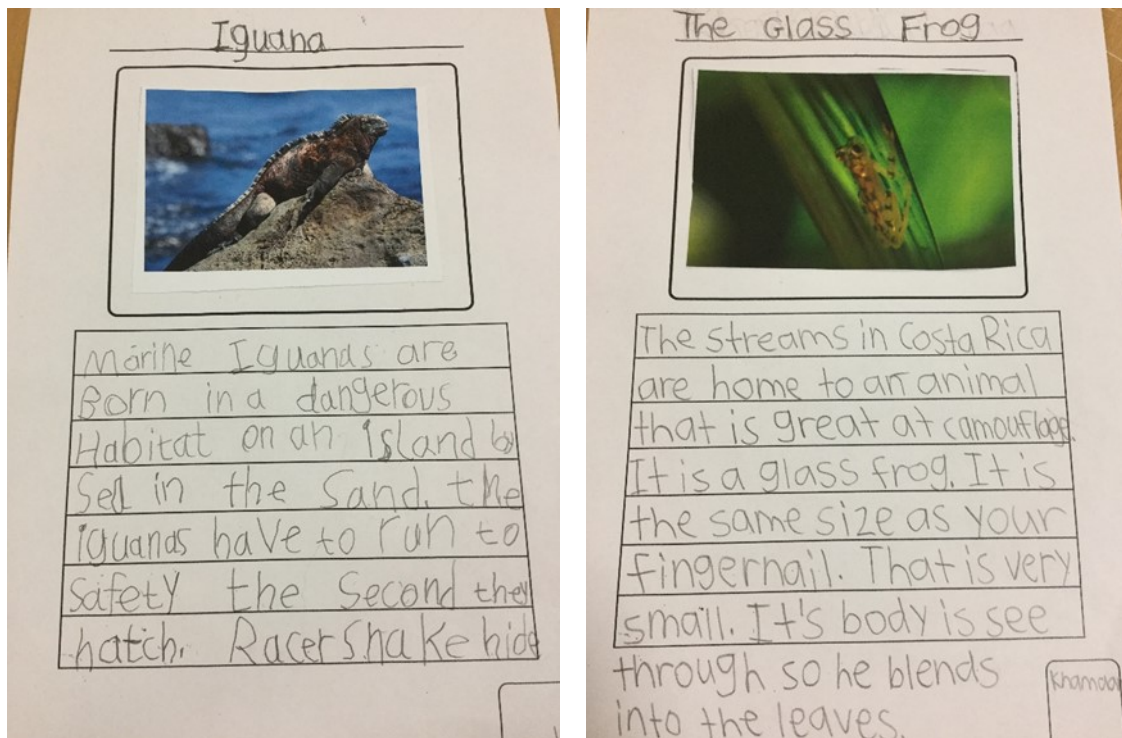 Iguana
Marine Iguanas are
Born in a dangerous
Habitat on an island by
Sea in the Sand. the
iguanas have to run to
Safety the Second they
hatch. Racer Snake hide
The Glass Frog
The streams in Costa Rica
are home to an animal
that is great at camouflage.
It is a glass frog. It is
the same size as your
fingernail. That is very
small. It's body is see
through so he blends
into the leaves.